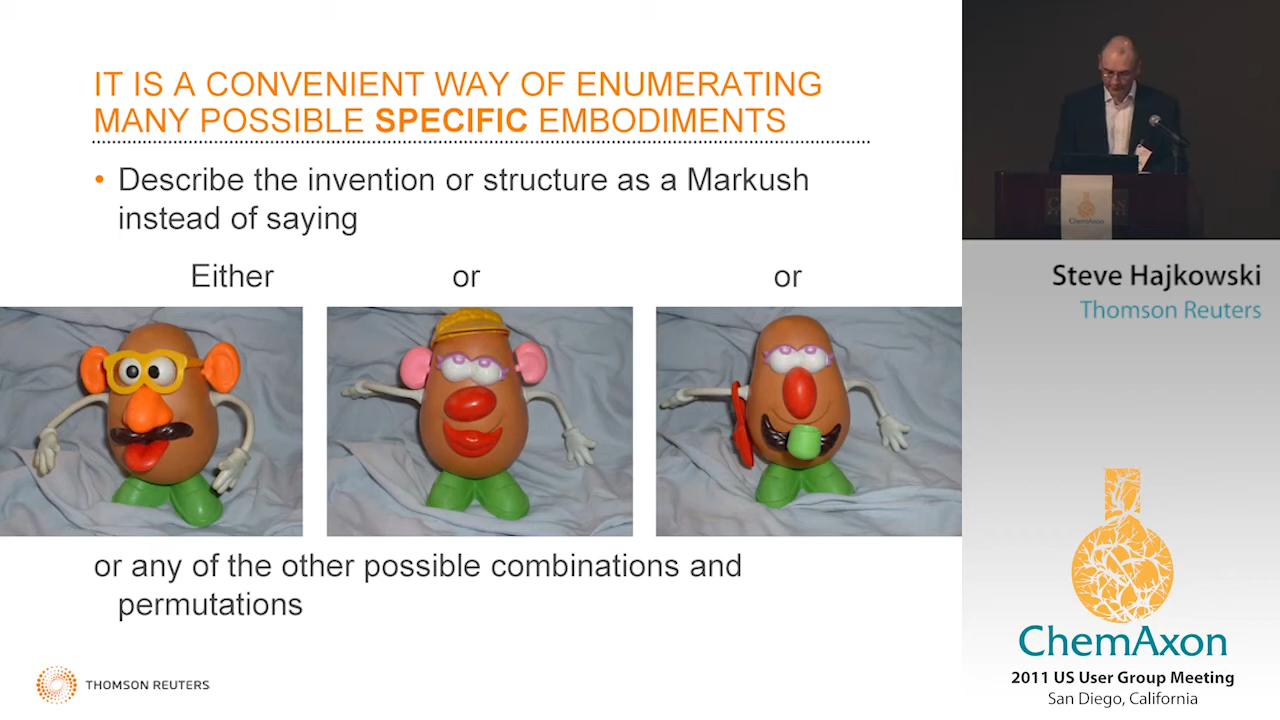 IT IS A CONVENIENT WAY OF ENUMERATING
MANY POSSIBLE SPECIFIC EMBODIMENTS
• Describe the invention or structure as a Markush
instead of saying
Either or or
or any of the other possible combinations and
permutations
THOMSON REUTERS
ChemAxon
Steve Hajkowski
Thomson Reuters
ChemAxon
2011 US User Group Meeting
San Diego, California